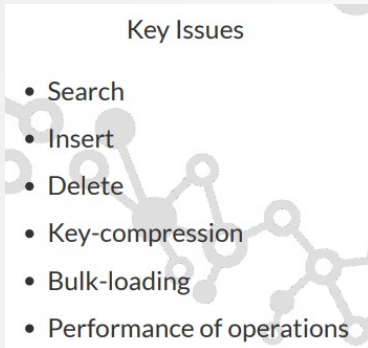 Key Issues
• Search
• Insert
• Delete
• Key-compression
• Bulk-loading
• Performance of operations